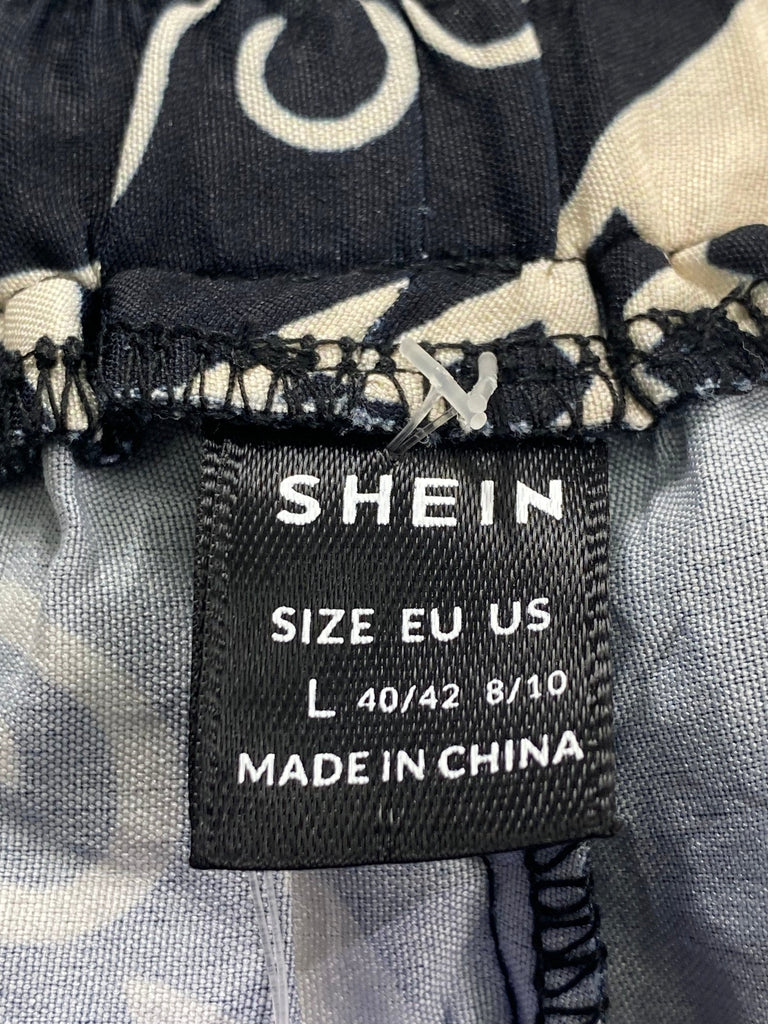 SHEIN
SIZE EU US
L 40/42 8/10
MADE IN CHINA